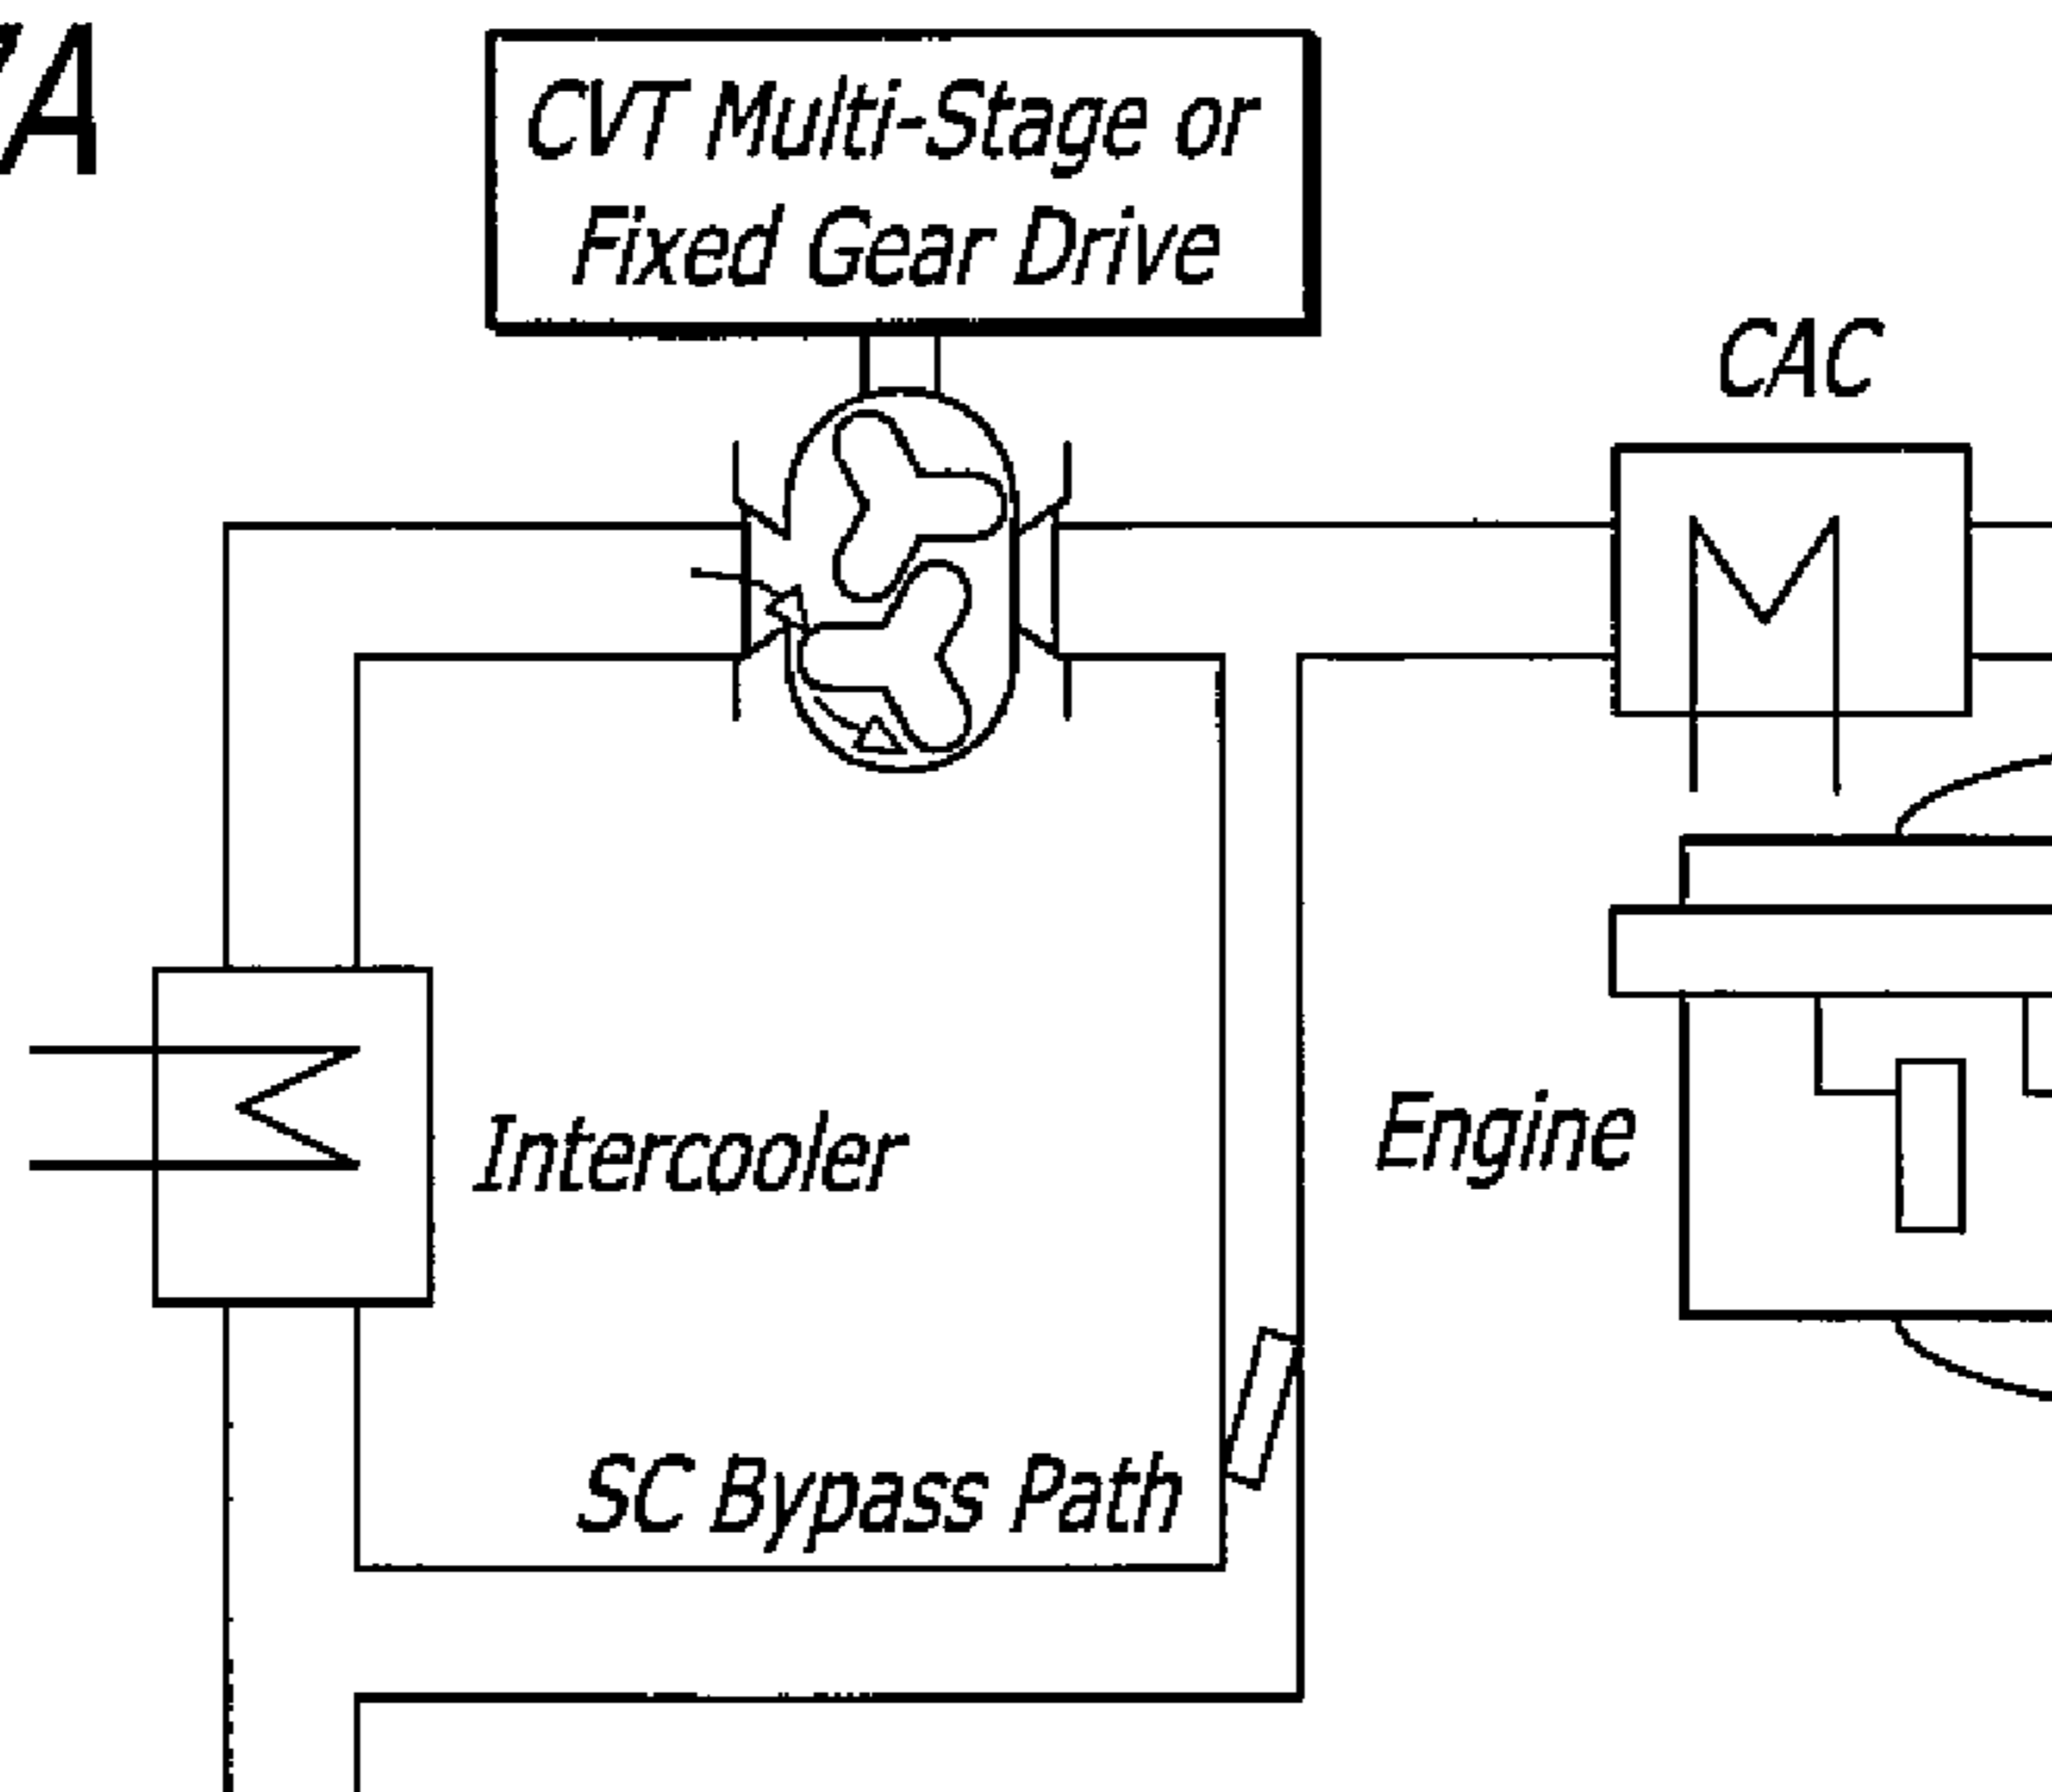 7A
CVT Multi-Stage or
Fixed Gear Drive
CAC
Intercooler
Engine
SC Bypass Path